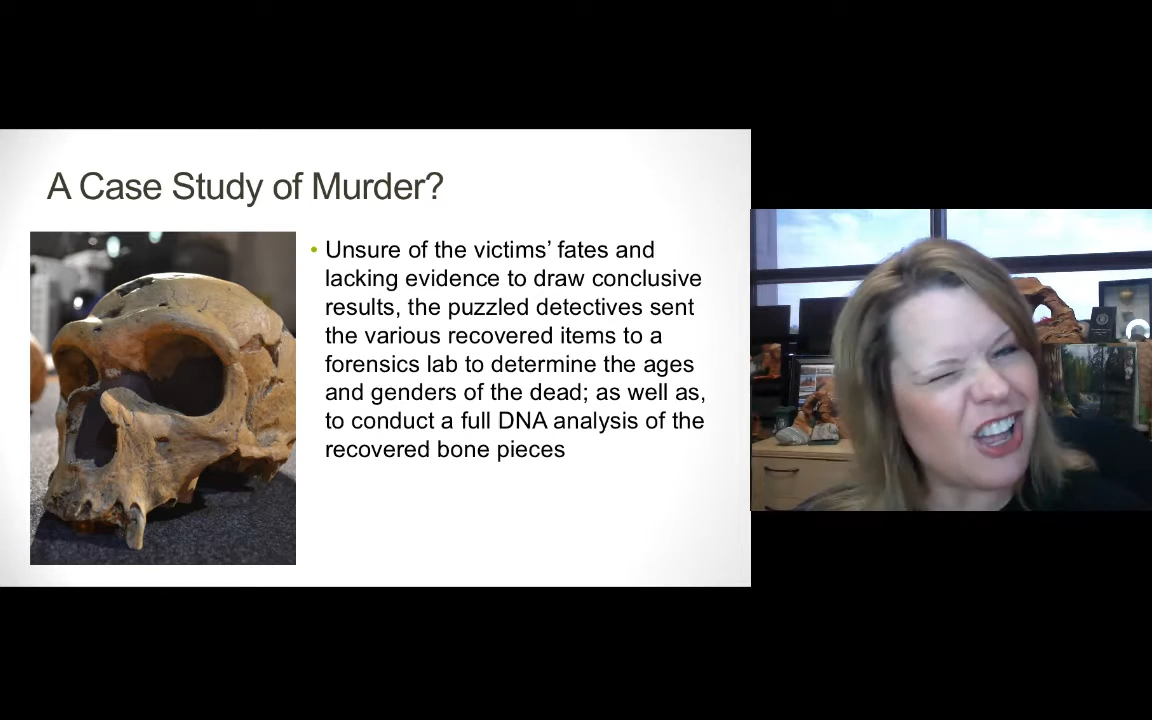 A Case Study of Murder?
• Unsure of the victims’ fates and
lacking evidence to draw conclusive
results, the puzzled detectives sent
the various recovered items to a
forensics lab to determine the ages
and genders of the dead; as well as,
to conduct a full DNA analysis of the
recovered bone pieces